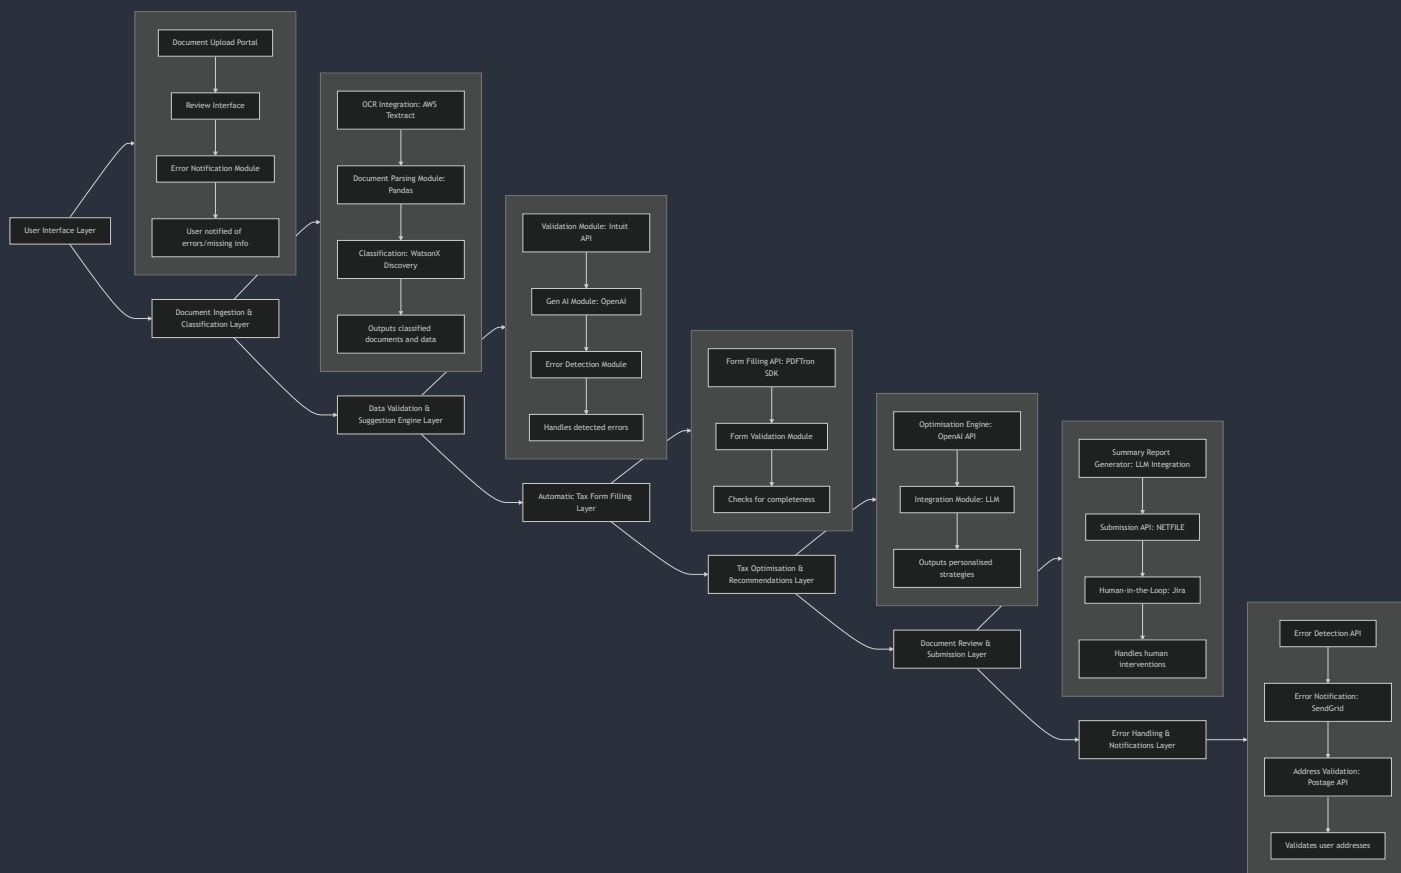 User Interface Layer
Document Upload Portal
Review Interface
Error Notification Module
User notified of
errors/missing info
Document Ingestion &
Classification Layer
OCR Integration: AWS
Textract
Document Parsing Module:
Pandas
Classification: WatsonX
Discovery
Outputs classified
documents and data
Data Validation &
Suggestion Engine Layer
Validation Module: Intuit
API
Gen AI Module: OpenAI
Error Detection Module
Handles detected errors
Automatic Tax Form Filling
Layer
Form Filling API: PDFTron
SDK
Form Validation Module
Checks for completeness
Tax Optimisation &
Recommendations Layer
Optimisation Engine:
OpenAI API
Integration Module: LLM
Outputs personalised
strategies
Document Review &
Submission Layer
Summary Report
Generator: LLM Integration
Submission API: NETFILE
Human-in-the-Loop: Jira
Handles human
interventions
Error Handling &
Notifications Layer
Error Detection API
Error Notification:
SendGrid
Address Validation:
Postage API
Validates user addresses